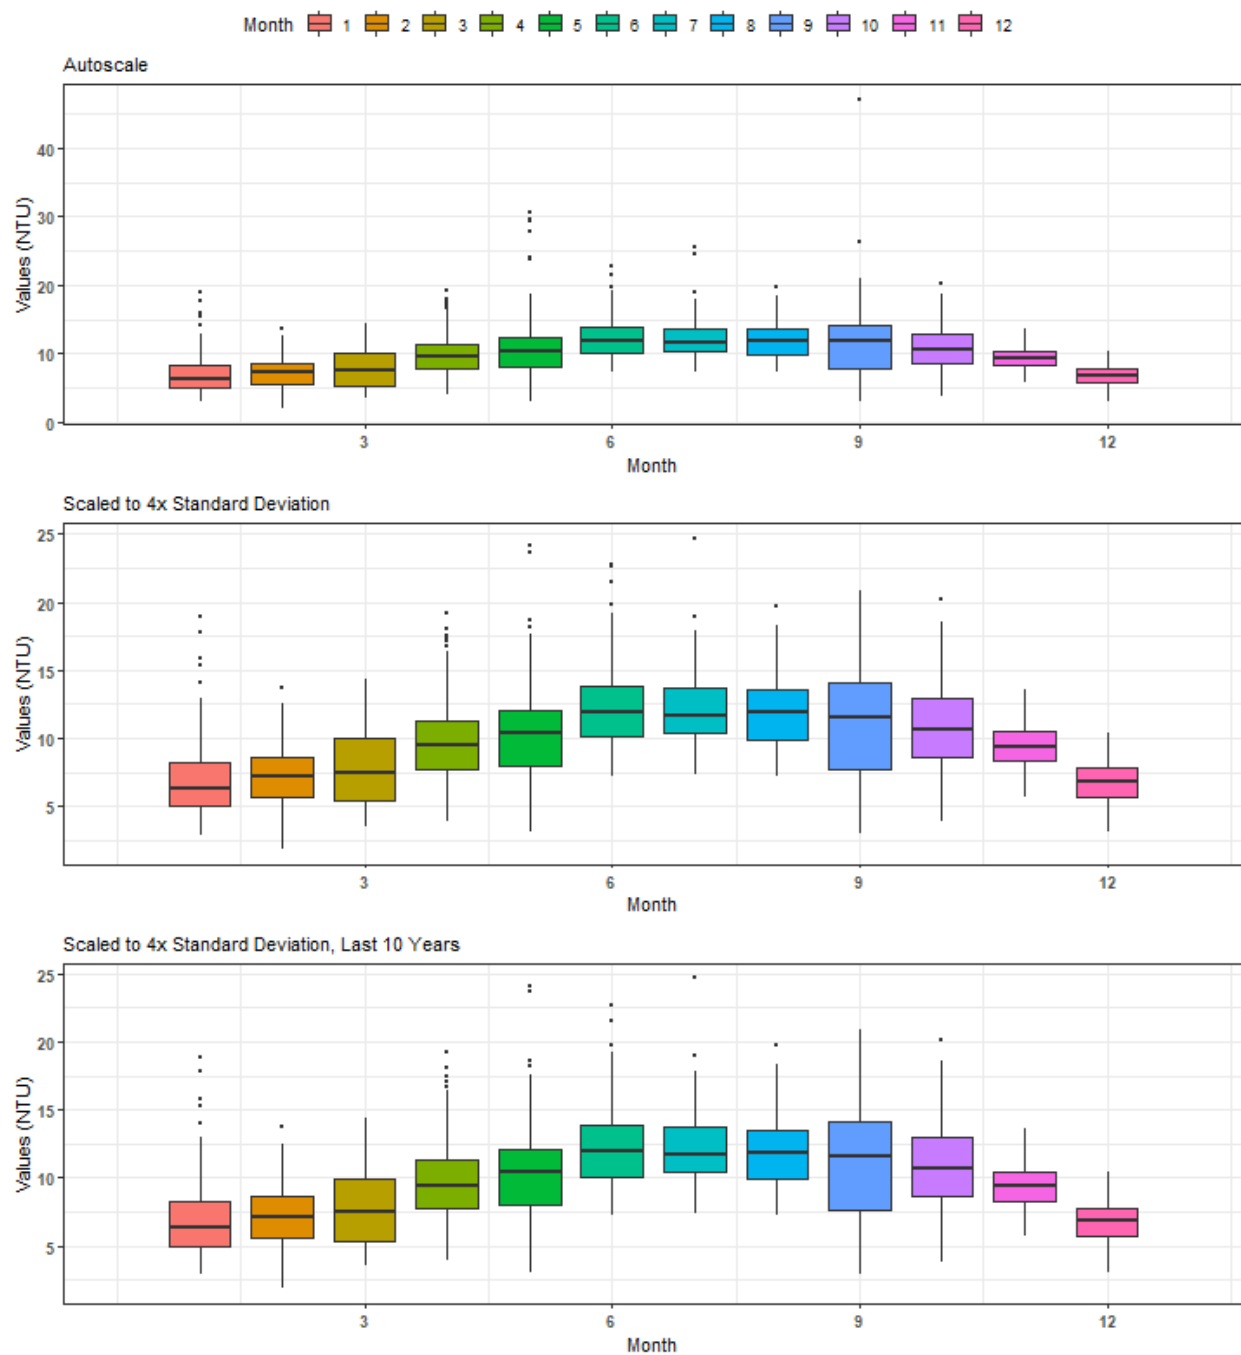 Month 1 2 3 4 5 6 7 8 9 10 11 12
Autoscale
Values (NTU)
40
30
20
10
0
3 6 9 12
Month
Scaled to 4x Standard Deviation
Values (NTU)
25
20
15
10
5
3 6 9 12
Month
Scaled to 4x Standard Deviation, Last 10 Years
Values (NTU)
25
20
15
10
5
3 6 9 12
Month